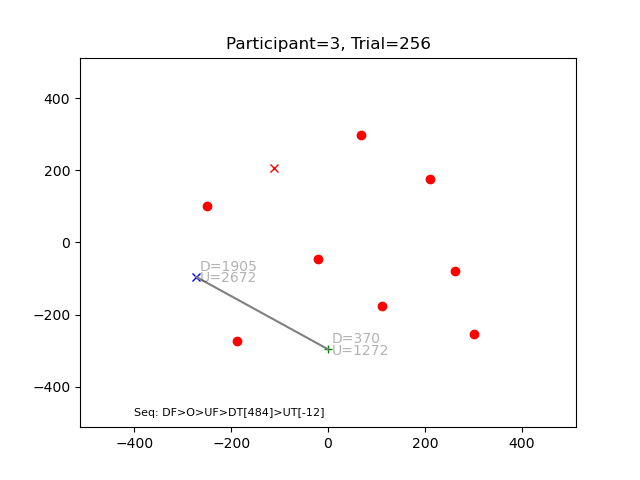 Participant=3, Trial=256
400
200
0
−200
−400
D=1905
U=2672
D=370
U=1272
Seq: DF>O>UF>DT[484]>UT[-12]
−400
−200
0
200
400